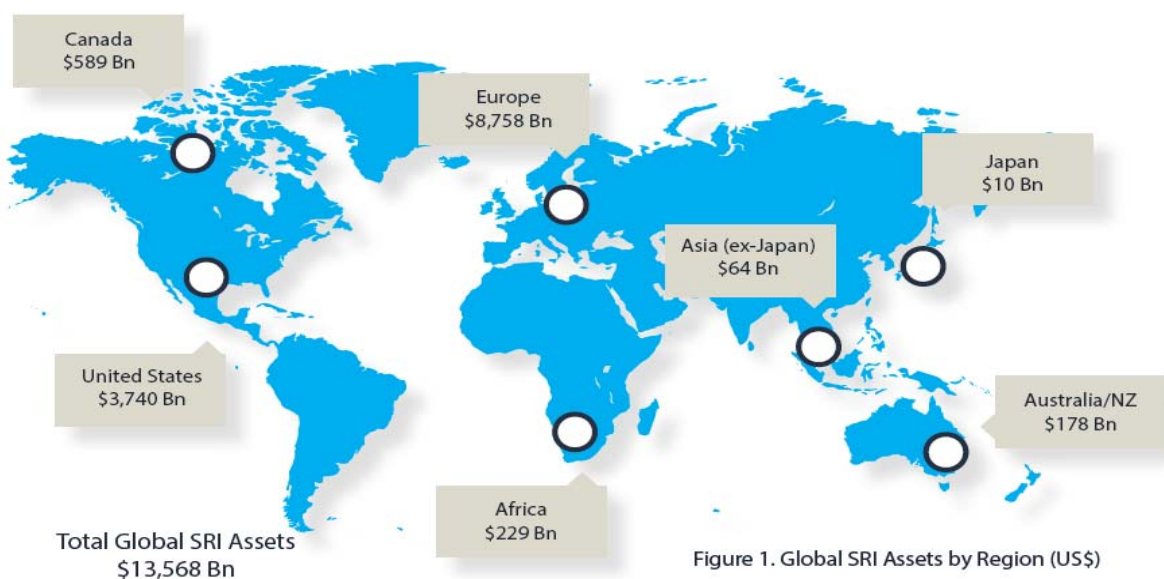 Canada
$589 Bn
Europe
$8,758 Bn
Japan
$10 Bn
Asia (ex-Japan)
$64 Bn
United States
$3,740 Bn
Australia/NZ
$178 Bn
Africa
$229 Bn
Total Global SRI Assets
$13,568 Bn
Figure 1. Global SRI Assets by Region (US$)